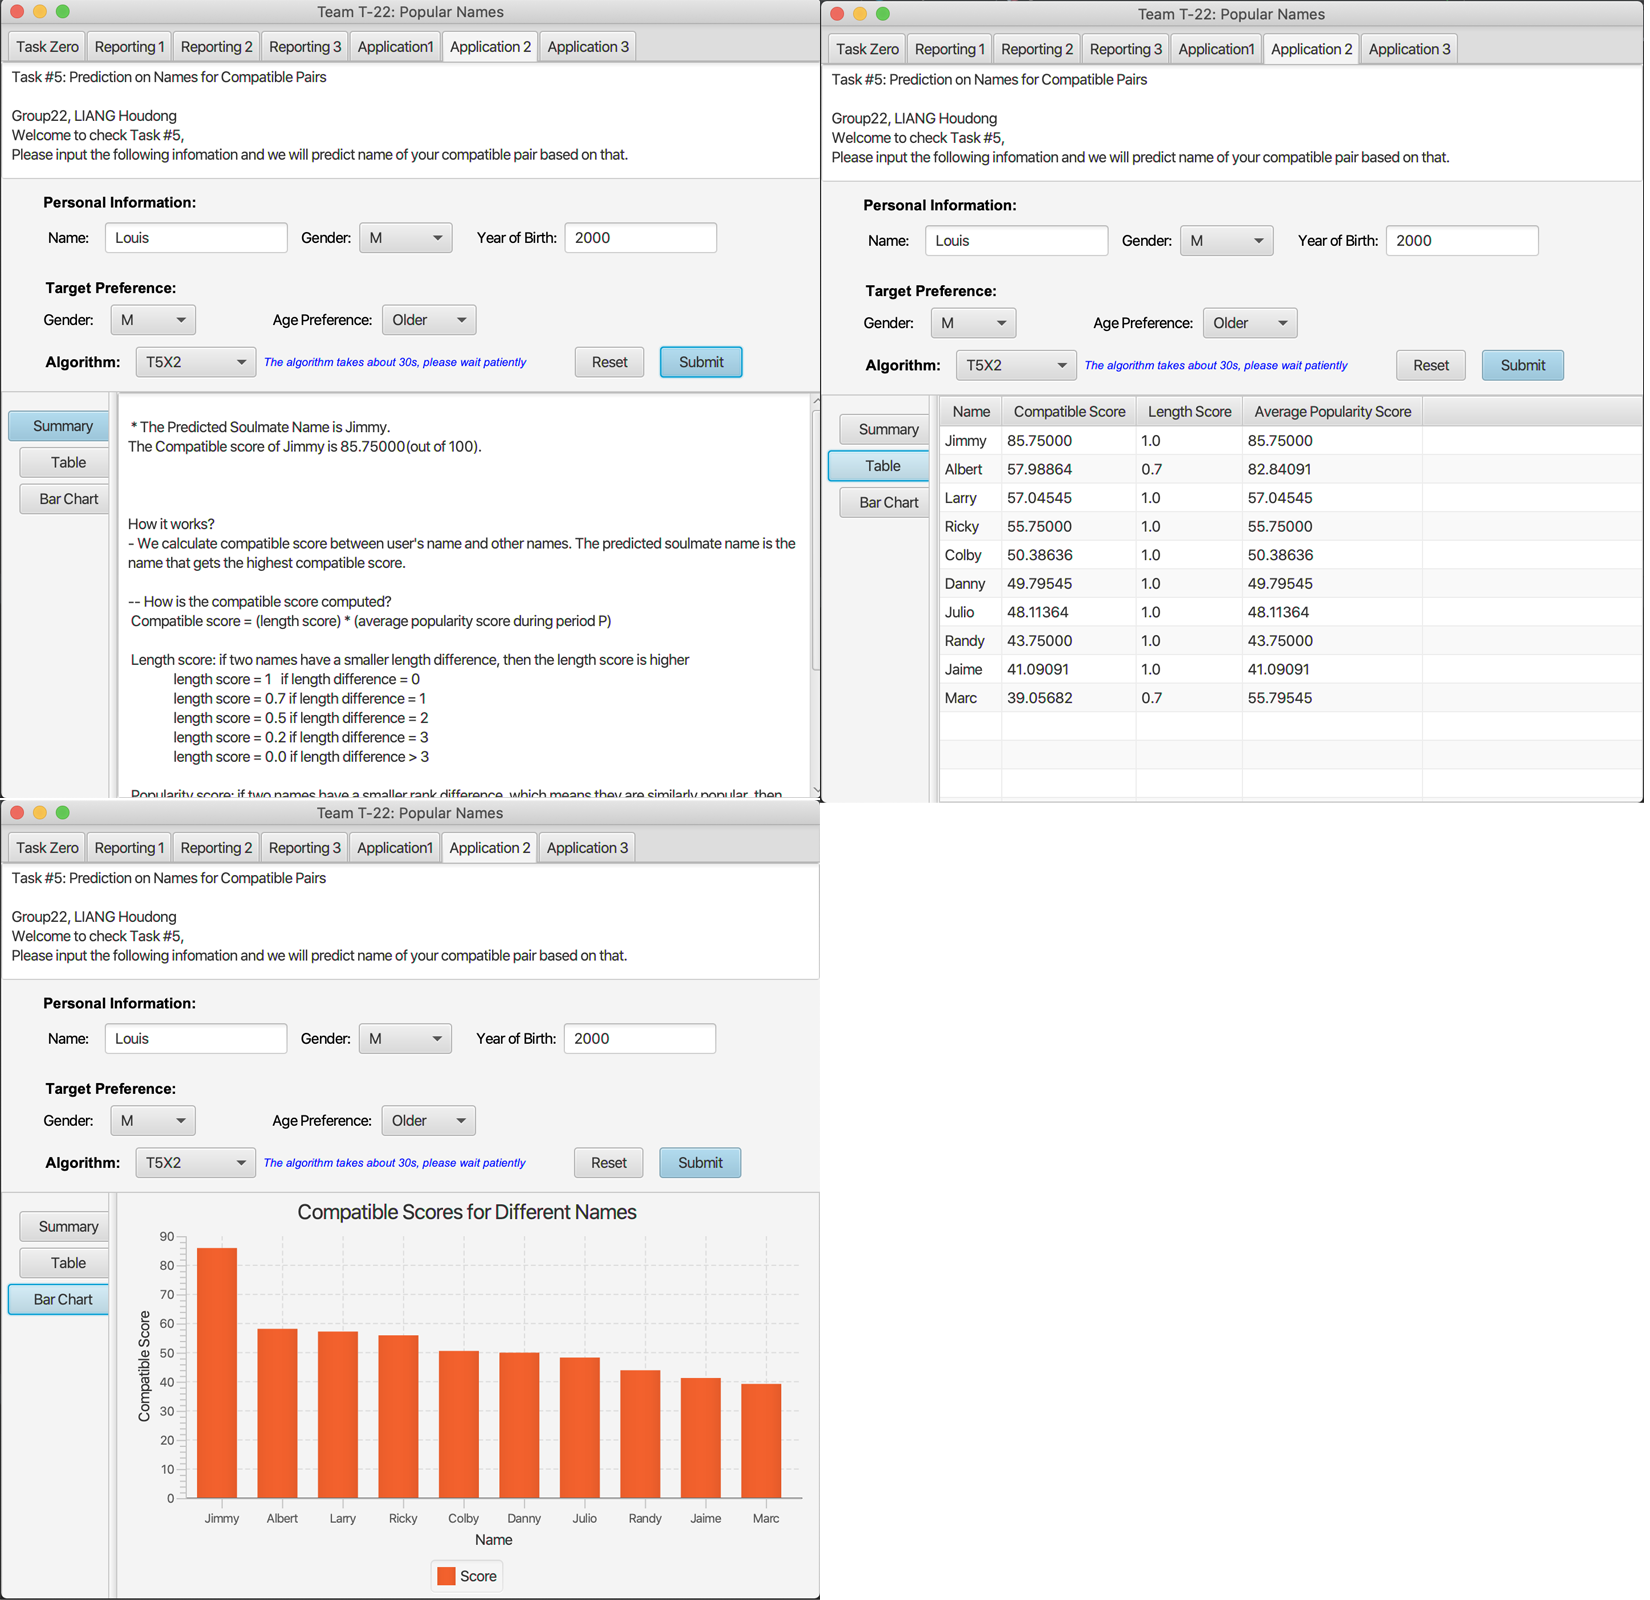 Team T-22: Popular Names
Task Zero Reporting 1 Reporting 2 Reporting 3 Application1 Application 2 Application 3
Task #5: Prediction on Names for Compatible Pairs
Group22, LIANG Houdong
Welcome to check Task #5,
Please input the following infomation and we will predict name of your compatible pair based on that.
Personal Information:
Name: Louis Gender: M Year of Birth: 2000
Target Preference:
Gender: M Age Preference: Older
Algorithm: T5X2 The algorithm takes about 30s, please wait patiently Reset Submit
Summary
Table
Bar Chart
* The Predicted Soulmate Name is Jimmy.
The Compatible score of Jimmy is 85.75000(out of 100).
How it works?
- We calculate compatible score between user's name and other names. The predicted soulmate name is the
name that gets the highest compatible score.
-- How is the compatible score computed?
Compatible score = (length score) * (average popularity score during period P)
Length score: if two names have a smaller length difference, then the length score is higher
length score = 1 if length difference = 0
length score = 0.7 if length difference = 1
length score = 0.5 if length difference = 2
length score = 0.2 if length difference = 3
length score = 0.0 if length difference > 3
Popularity score: if two names have a smaller rank difference, which means they are similarly popular, then
Team T-22: Popular Names
Task Zero Reporting 1 Reporting 2 Reporting 3 Application1 Application 2 Application 3
Task #5: Prediction on Names for Compatible Pairs
Group22, LIANG Houdong
Welcome to check Task #5,
Please input the following infomation and we will predict name of your compatible pair based on that.
Personal Information:
Name: Louis Gender: M Year of Birth: 2000
Target Preference:
Gender: M Age Preference: Older
Algorithm: T5X2 The algorithm takes about 30s, please wait patiently Reset Submit
Summary
Table
Bar Chart
Name Compatible Score Length Score Average Popularity Score
Jimmy 85.75000 1.0 85.75000
Albert 57.98864 0.7 82.84091
Larry 57.04545 1.0 57.04545
Ricky 55.75000 1.0 55.75000
Colby 50.38636 1.0 50.38636
Danny 49.79545 1.0 49.79545
Julio 48.11364 1.0 48.11364
Randy 43.75000 1.0 43.75000
Jaime 41.09091 1.0 41.09091
Marc 39.05682 0.7 55.79545
Team T-22: Popular Names
Task Zero Reporting 1 Reporting 2 Reporting 3 Application1 Application 2 Application 3
Task #5: Prediction on Names for Compatible Pairs
Group22, LIANG Houdong
Welcome to check Task #5,
Please input the following infomation and we will predict name of your compatible pair based on that.
Personal Information:
Name: Louis Gender: M Year of Birth: 2000
Target Preference:
Gender: M Age Preference: Older
Algorithm: T5X2 The algorithm takes about 30s, please wait patiently Reset Submit
Summary
Table
Bar Chart
Compatible Scores for Different Names
Compatible Score
90
80
70
60
50
40
30
20
10
0
Jimmy Albert Larry Ricky Colby Danny Julio Randy Jaime Marc
Name
Score